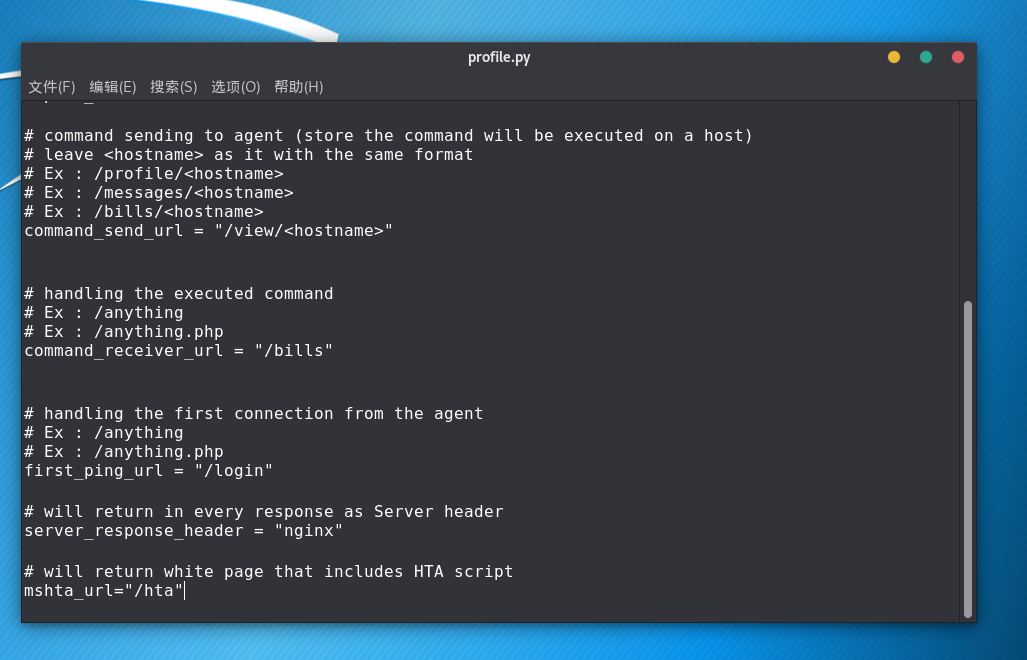 profile.py
文件(F) 编辑(E) 搜索(S) 选项(O) 帮助(H)
# command sending to agent (store the command will be executed on a host)
# leave <hostname> as it with the same format
# Ex : /profile/<hostname>
# Ex : /messages/<hostname>
# Ex : /bills/<hostname>
command_send_url = "/view/<hostname>"
# handling the executed command
# Ex : /anything
# Ex : /anything.php
command_receiver_url = "/bills"
# handling the first connection from the agent
# Ex : /anything
# Ex : /anything.php
first_ping_url = "/login"
# will return in every response as Server header
server_response_header = "nginx"
# will return white page that includes HTA script
mshta_url="/hta"